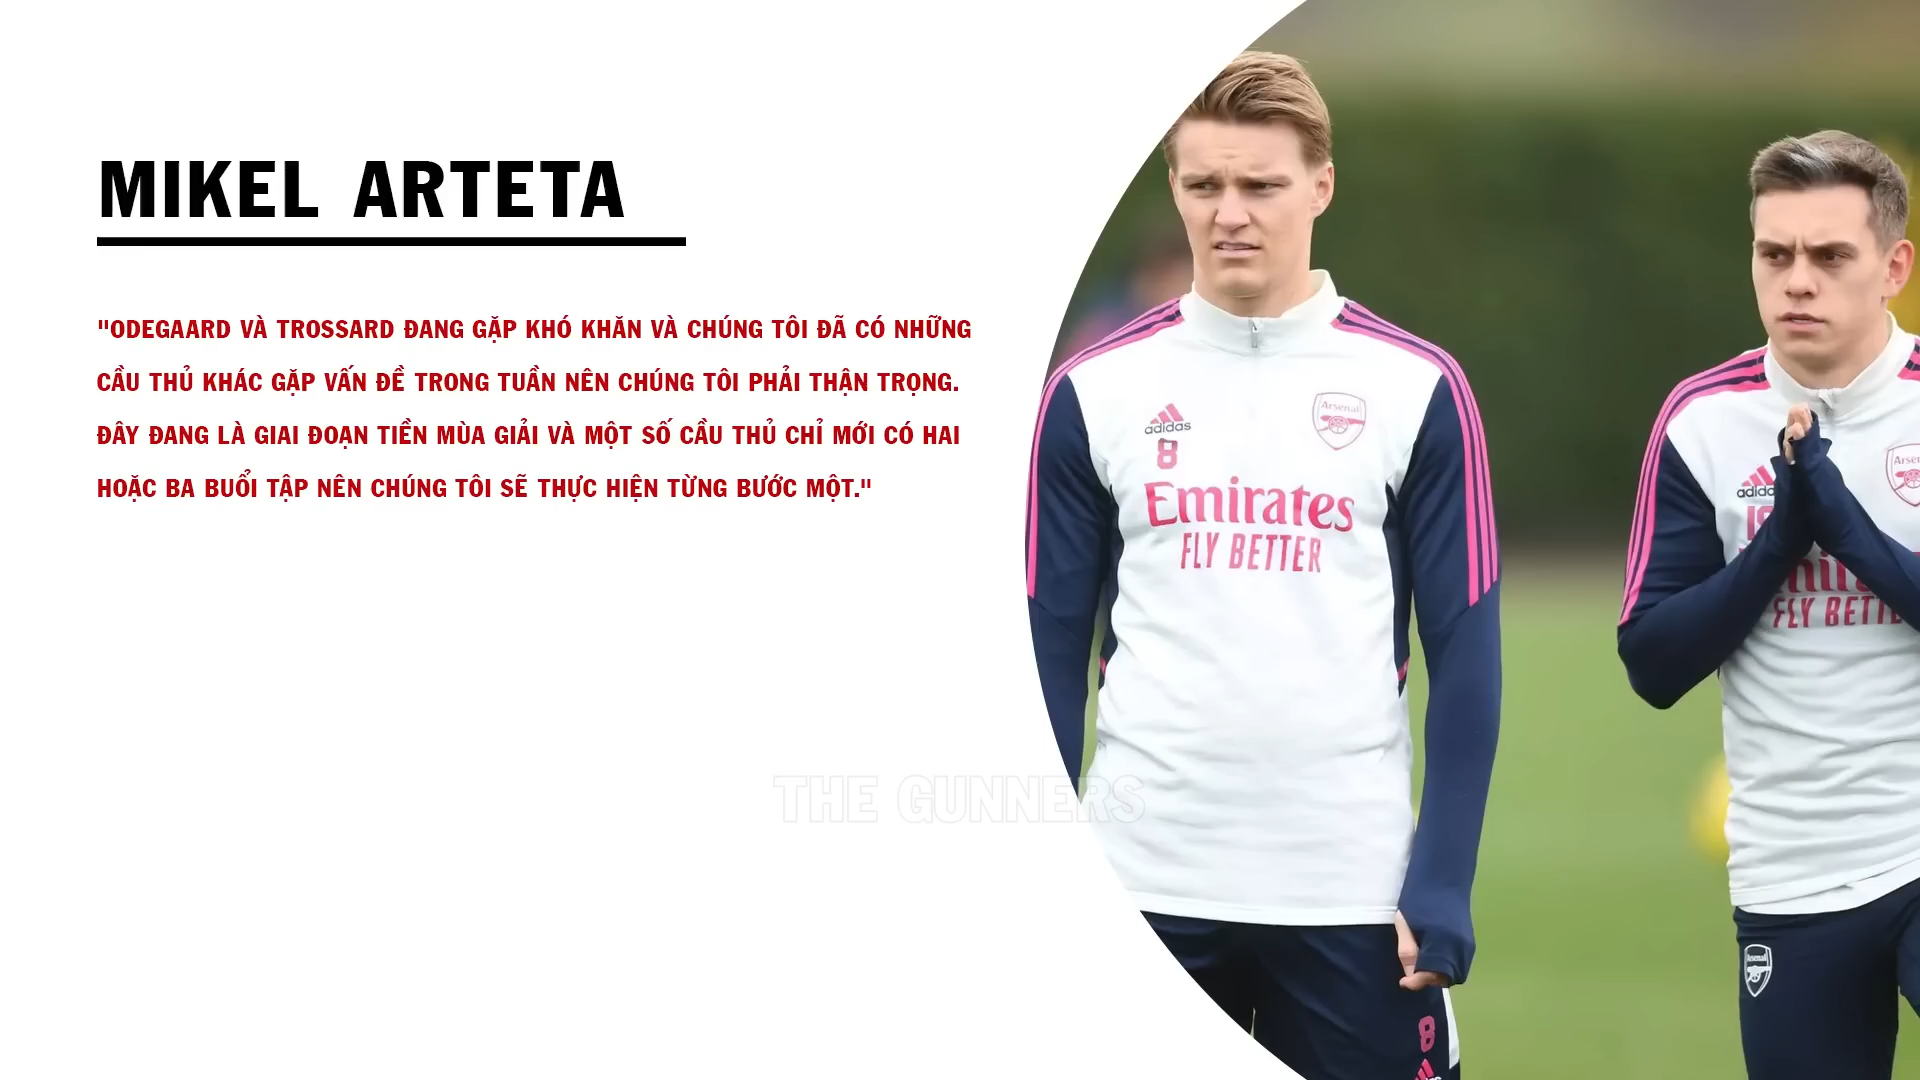 MIKEL ARTETA
"ODEGAARD VÀ TROSSARD ĐANG GẶP KHÓ KHĂN VÀ CHÚNG TÔI ĐÃ CÓ NHỮNG
CẦU THỦ KHÁC GẶP VẤN ĐỀ TRONG TUẦN NÊN CHÚNG TÔI PHẢI THẬN TRỌNG.
ĐÂY ĐANG LÀ GIAI ĐOẠN TIỀN MÙA GIẢI VÀ MỘT SỐ CẦU THỦ CHỈ MỚI CÓ HAI
HOẶC BA BUỔI TẬP NÊN CHÚNG TÔI SẼ THỰC HIỆN TỪNG BƯỚC MỘT."
Arsenal
adidas
8
Emirates
FLY BETTER
THE GUNNERS
Arsenal
8